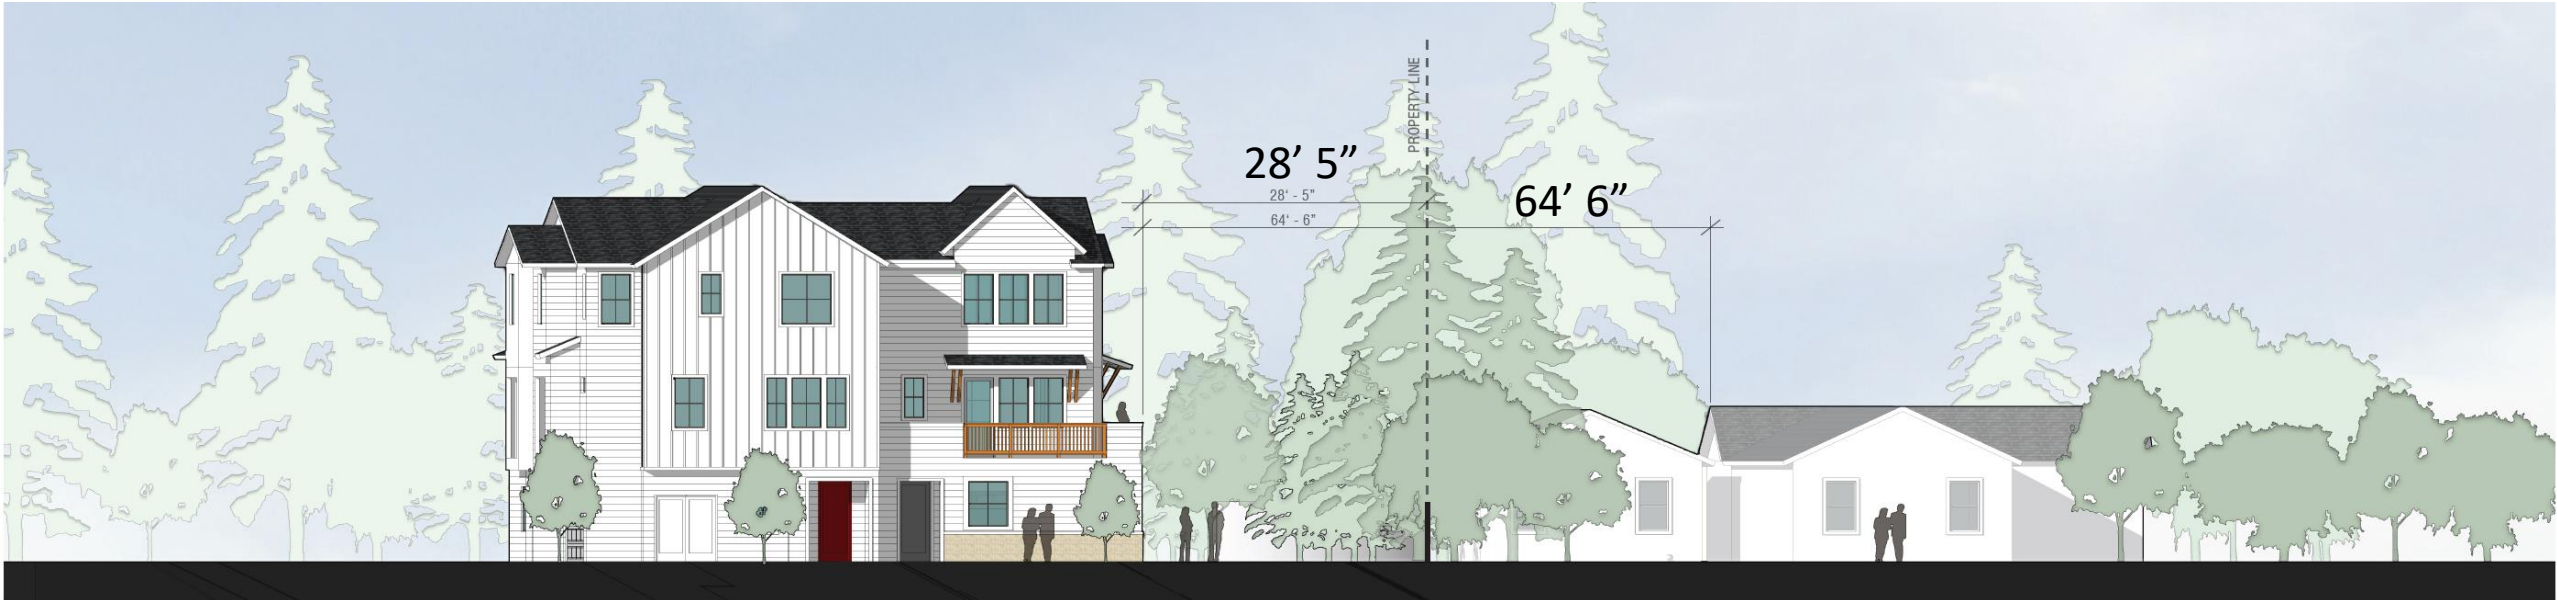 PROPERTY LINE
28’ 5”
28' - 5"
64’ 6”
64' - 6"